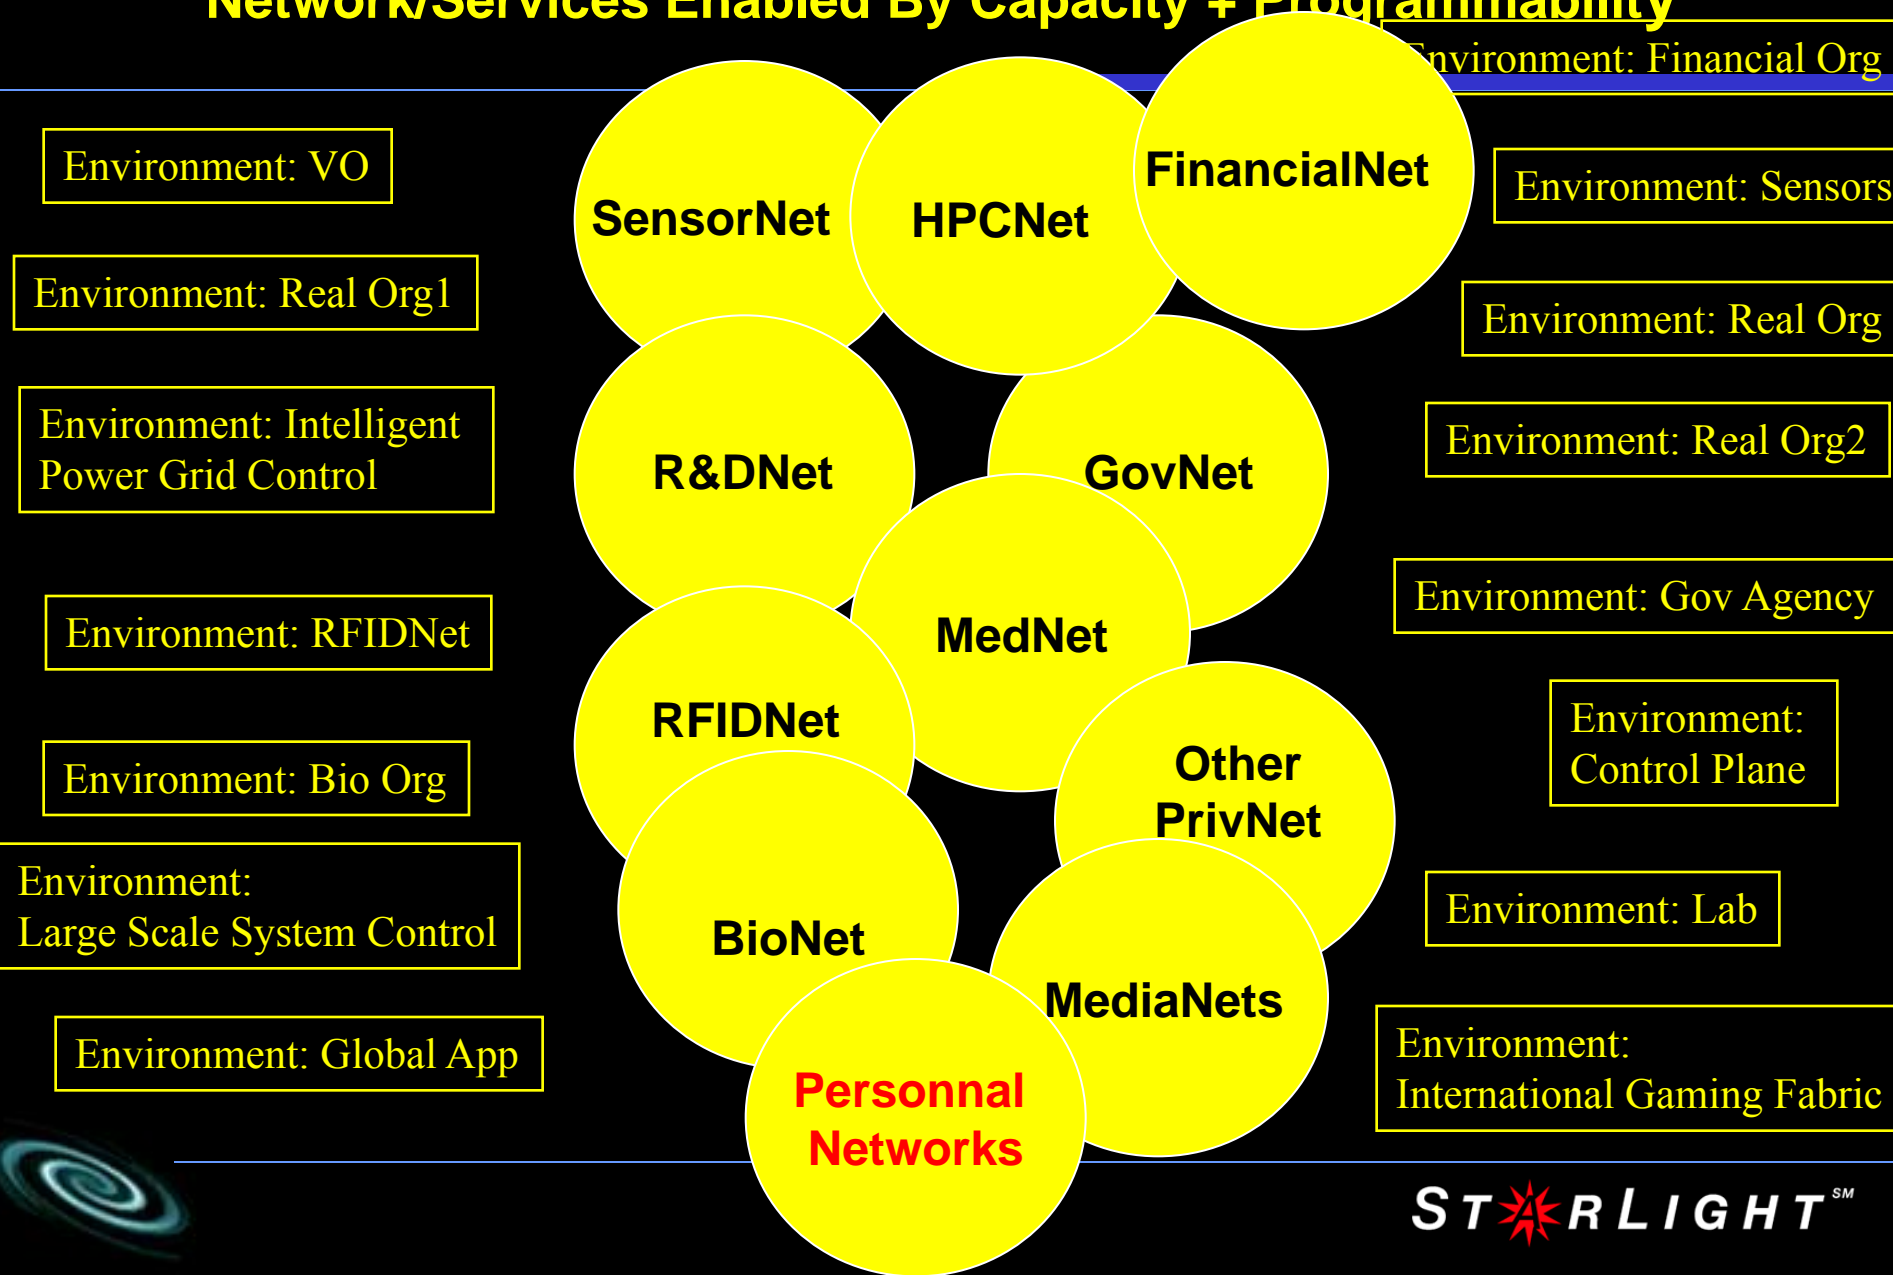 Network/Services Enabled By Capacity + Programmability
Environment: Financial Org
Environment: VO
Environment: Real Org1
Environment: Intelligent
Power Grid Control
Environment: RFIDNet
Environment: Bio Org
Environment:
Large Scale System Control
Environment: Global App
SensorNet
HPCNet
FinancialNet
R&DNet
GovNet
MedNet
RFIDNet
Other
PrivNet
BioNet
MediaNets
Personnal
Networks
Environment: Sensors
Environment: Real Org
Environment: Real Org2
Environment: Gov Agency
Environment:
Control Plane
Environment: Lab
Environment:
International Gaming Fabric
STARLIGHT℠